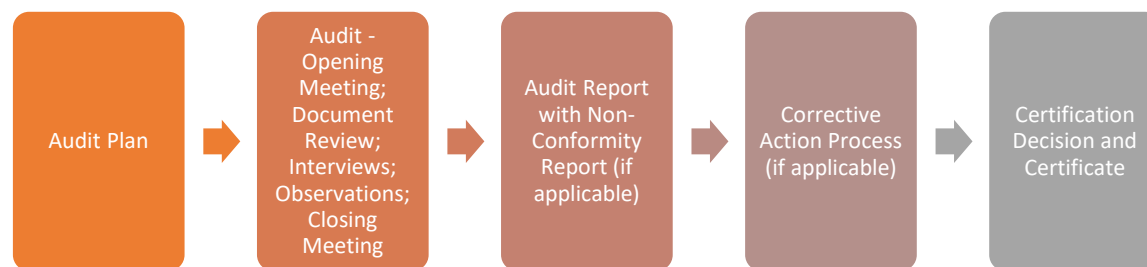 Audit Plan
Audit -
Opening
Meeting;
Document
Review;
Interviews;
Observations;
Closing
Meeting
Audit Report
with Non-
Conformity
Report (if
applicable)
Corrective
Action Process
(if applicable)
Certification
Decision and
Certificate